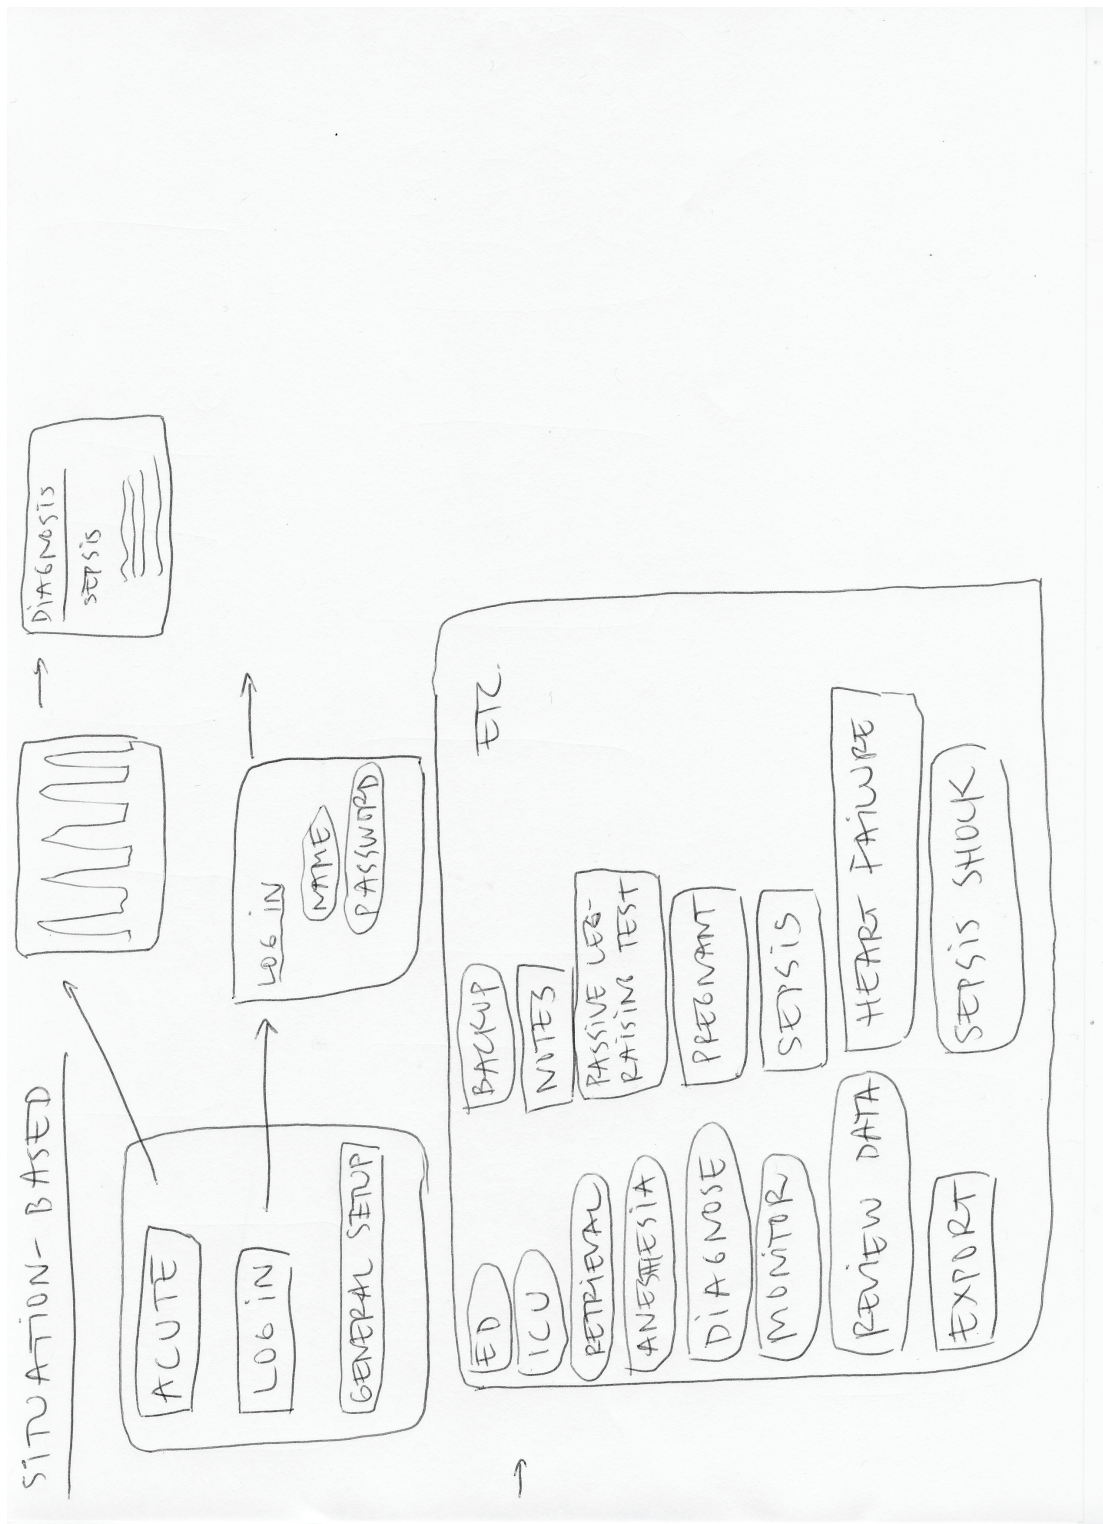 SITUATION-BASED
ACUTE
LOG IN
GENERAL SETUP
DIAGNOSIS
SEPSIS
LOG IN
NAME
PASSWORD
ED
ICU
RETRIEVAL
ANESTHESIA
DIAGNOSE
MONITOR
REVIEW DATA
EXPORT
BACKUP
NOTES
PASSIVE LEG-
RAISING TEST
PREGNANT
SEPSIS
HEART FAILURE
SEPSIS SHOCK
ETC.